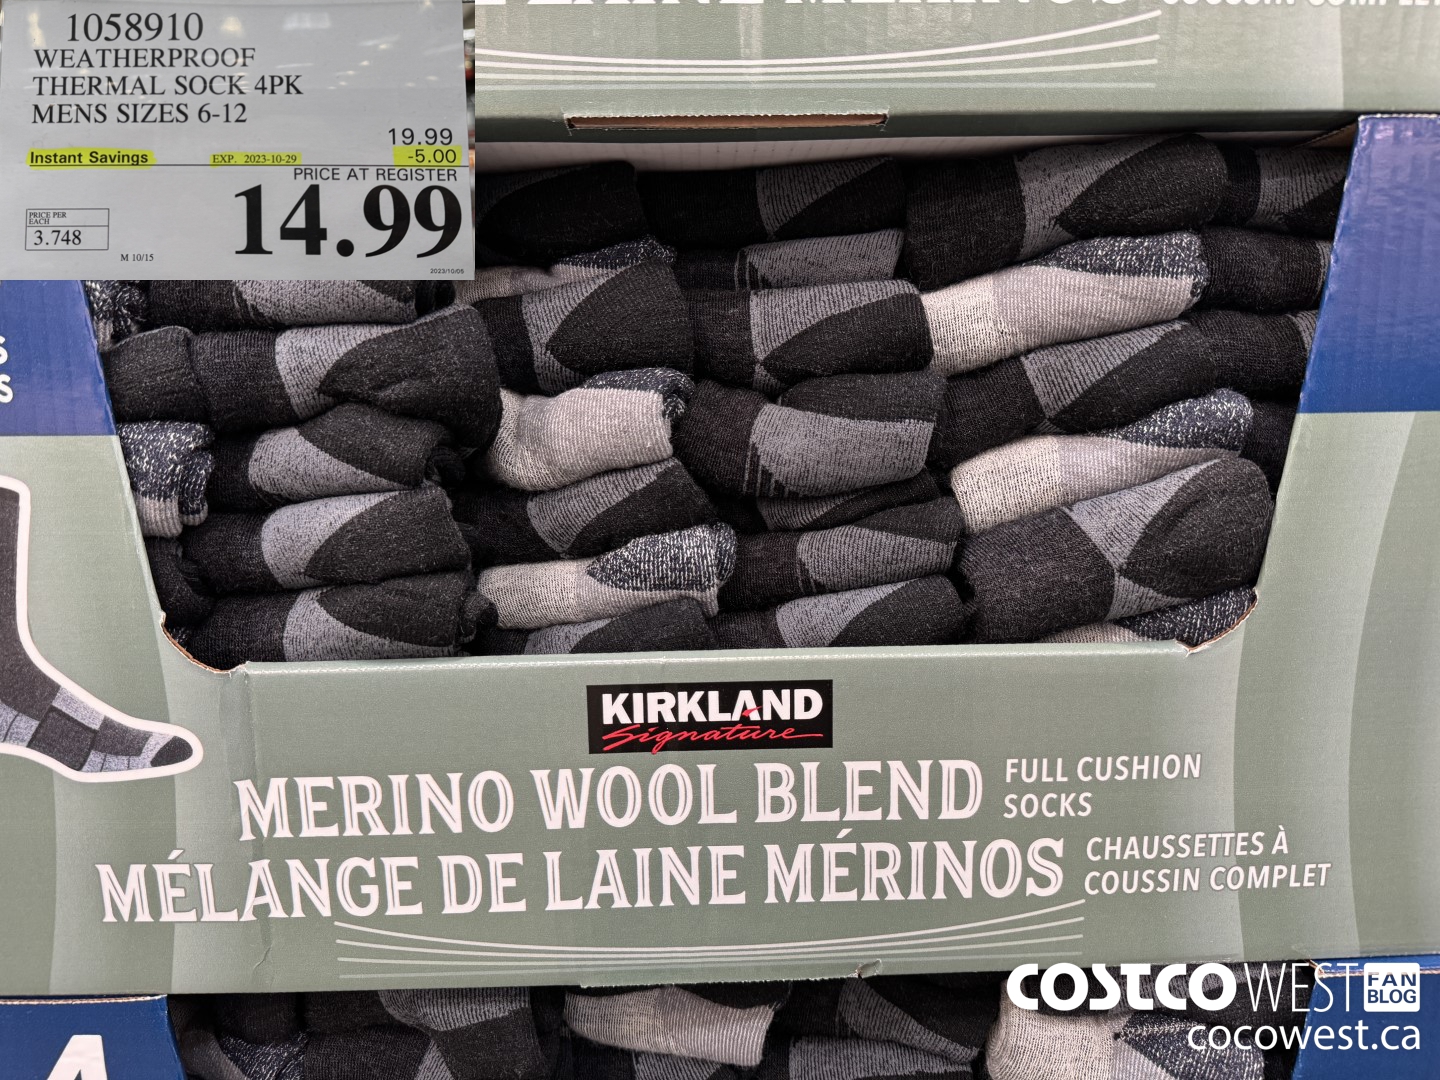 1058910
WEATHERPROOF
THERMAL SOCK 4PK
MENS SIZES 6-12
19.99
Instant Savings EXP. 2023-10-29 -5.00
PRICE AT REGISTER
14.99
PRICE PER
EACH
3.748
M 10/15
2023/10/05
S
S
KIRKLAND
Signature
MERINO WOOL BLEND
FULL CUSHION
SOCKS
MÉLANGE DE LAINE MÉRINOS
CHAUSSETTES À
COUSSIN COMPLET
4
COSTCO WEST FAN
BLOG
cocowest.ca